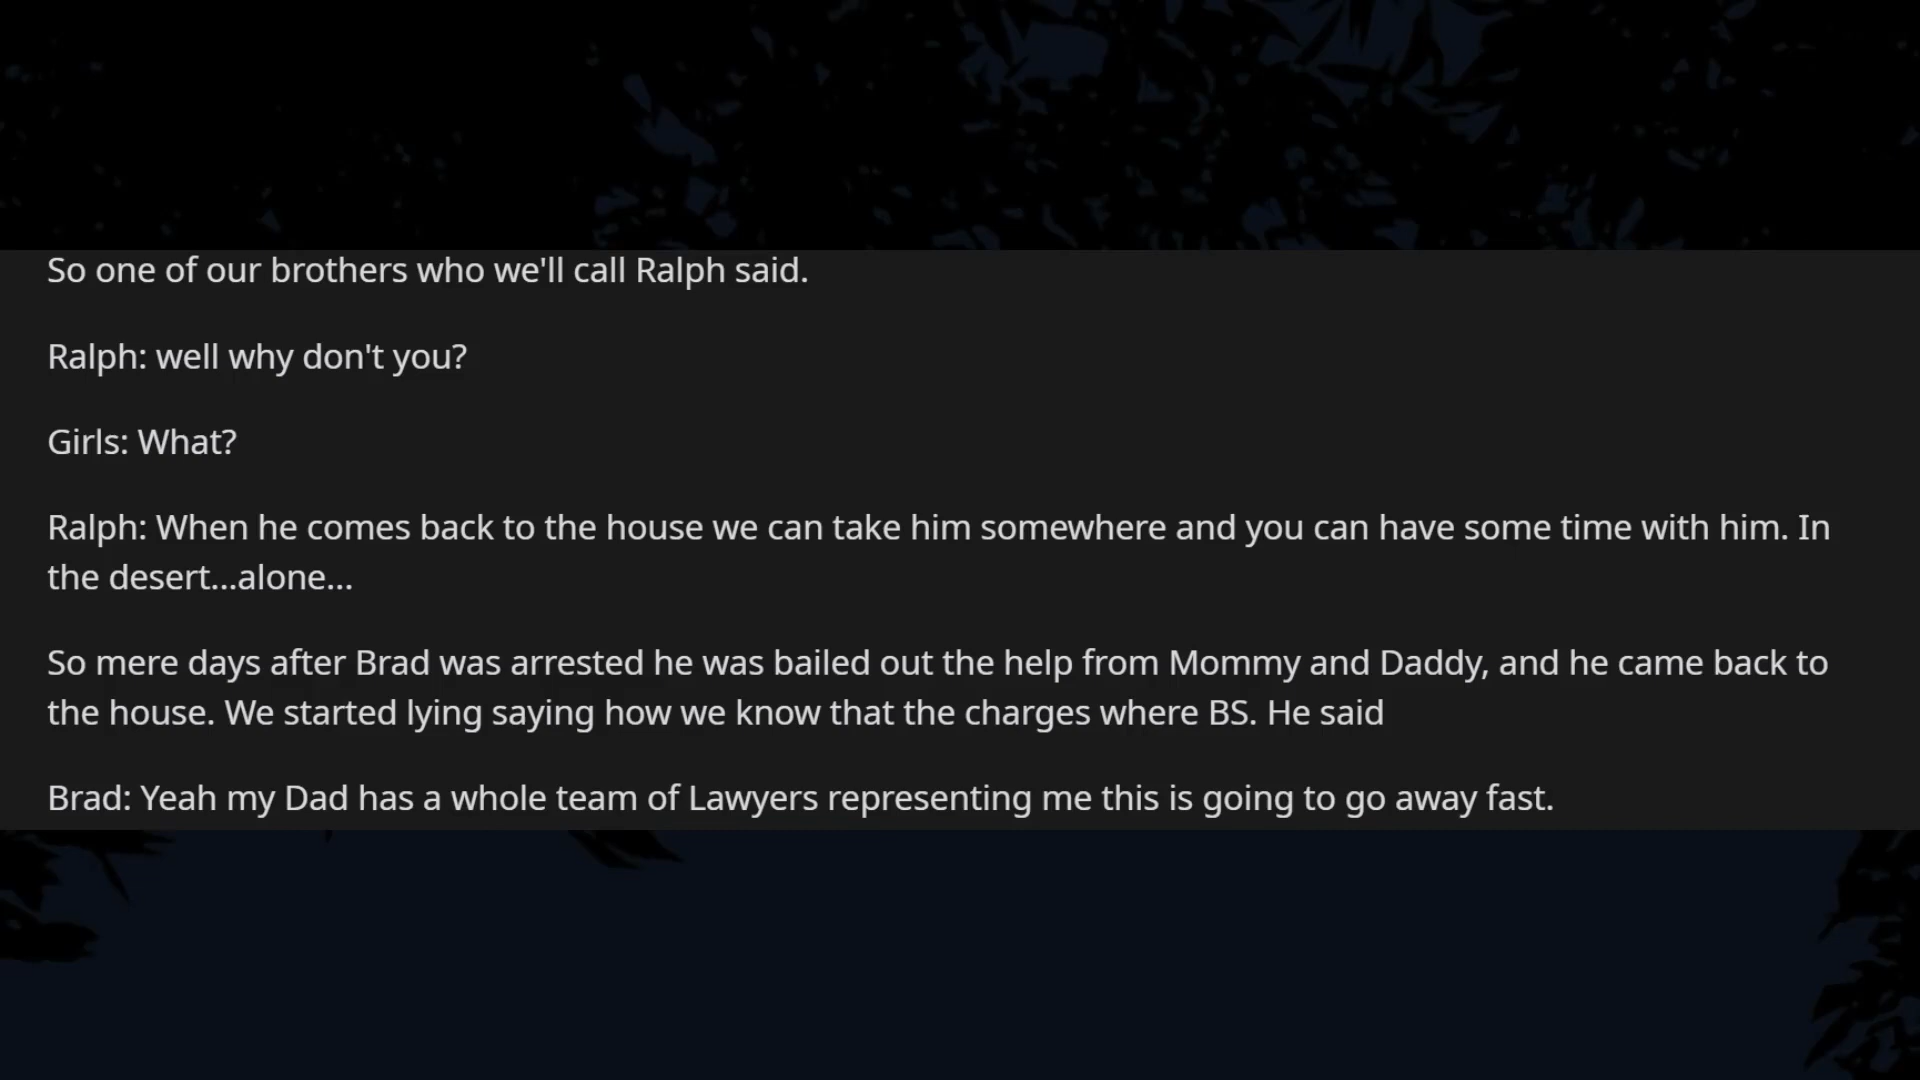 So one of our brothers who we'll call Ralph said.
Ralph: well why don't you?
Girls: What?
Ralph: When he comes back to the house we can take him somewhere and you can have some time with him. In
the desert...alone...
So mere days after Brad was arrested he was bailed out the help from Mommy and Daddy, and he came back to
the house. We started lying saying how we know that the charges where BS. He said
Brad: Yeah my Dad has a whole team of Lawyers representing me this is going to go away fast.